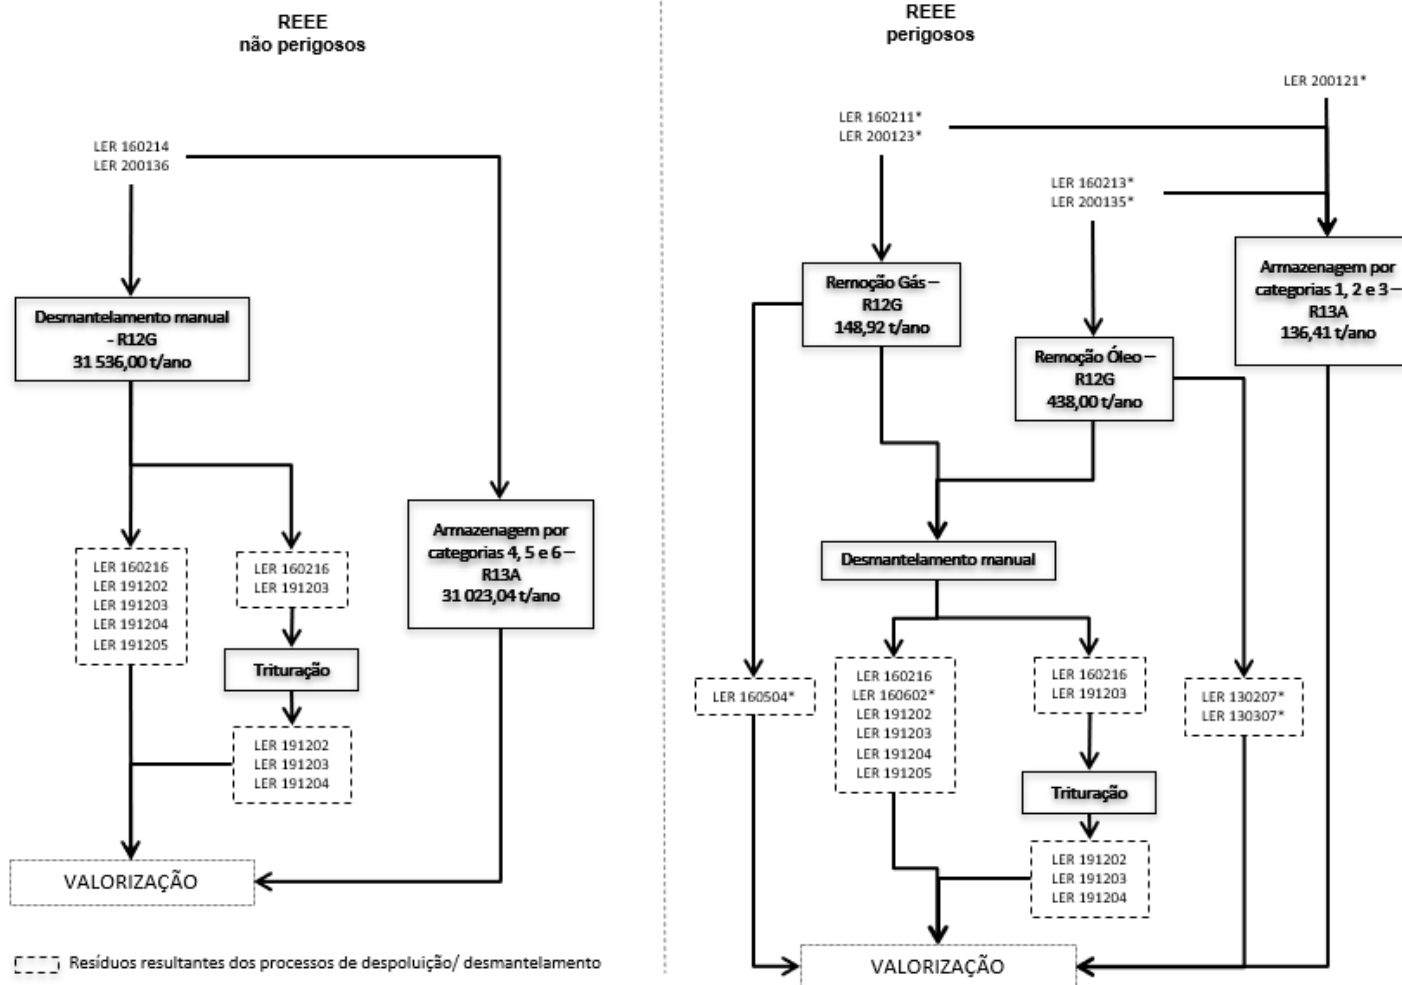 REEE
não perigosos
LER 160214
LER 200136
Desmantelamento manual
- R12G
31 536,00 t/ano
LER 160216
LER 191202
LER 191203
LER 191204
LER 191205
LER 160216
LER 191203
Trituração
LER 191202
LER 191203
LER 191204
Armazenagem por
categorias 4, 5 e 6 –
R13A
31 023,04 t/ano
VALORIZAÇÃO
Resíduos resultantes dos processos de despoluição/ desmantelamento
REEE
perigosos
LER 200121*
LER 160211*
LER 200123*
LER 160213*
LER 200135*
Remoção Gás –
R12G
148,92 t/ano
Remoção Óleo –
R12G
438,00 t/ano
Armazenagem por
categorias 1, 2 e 3 –
R13A
136,41 t/ano
Desmantelamento manual
LER 160504*
LER 160216
LER 160602*
LER 191202
LER 191203
LER 191204
LER 191205
LER 160216
LER 191203
LER 130207*
LER 130307*
Trituração
LER 191202
LER 191203
LER 191204
VALORIZAÇÃO